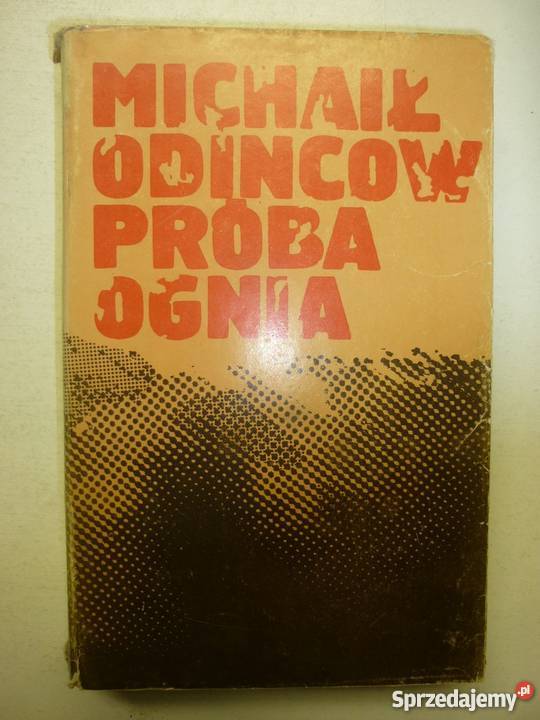 MICHAIŁ
ODINCOW
PRÓBA
OGNIA
Sprzedajemy.pl